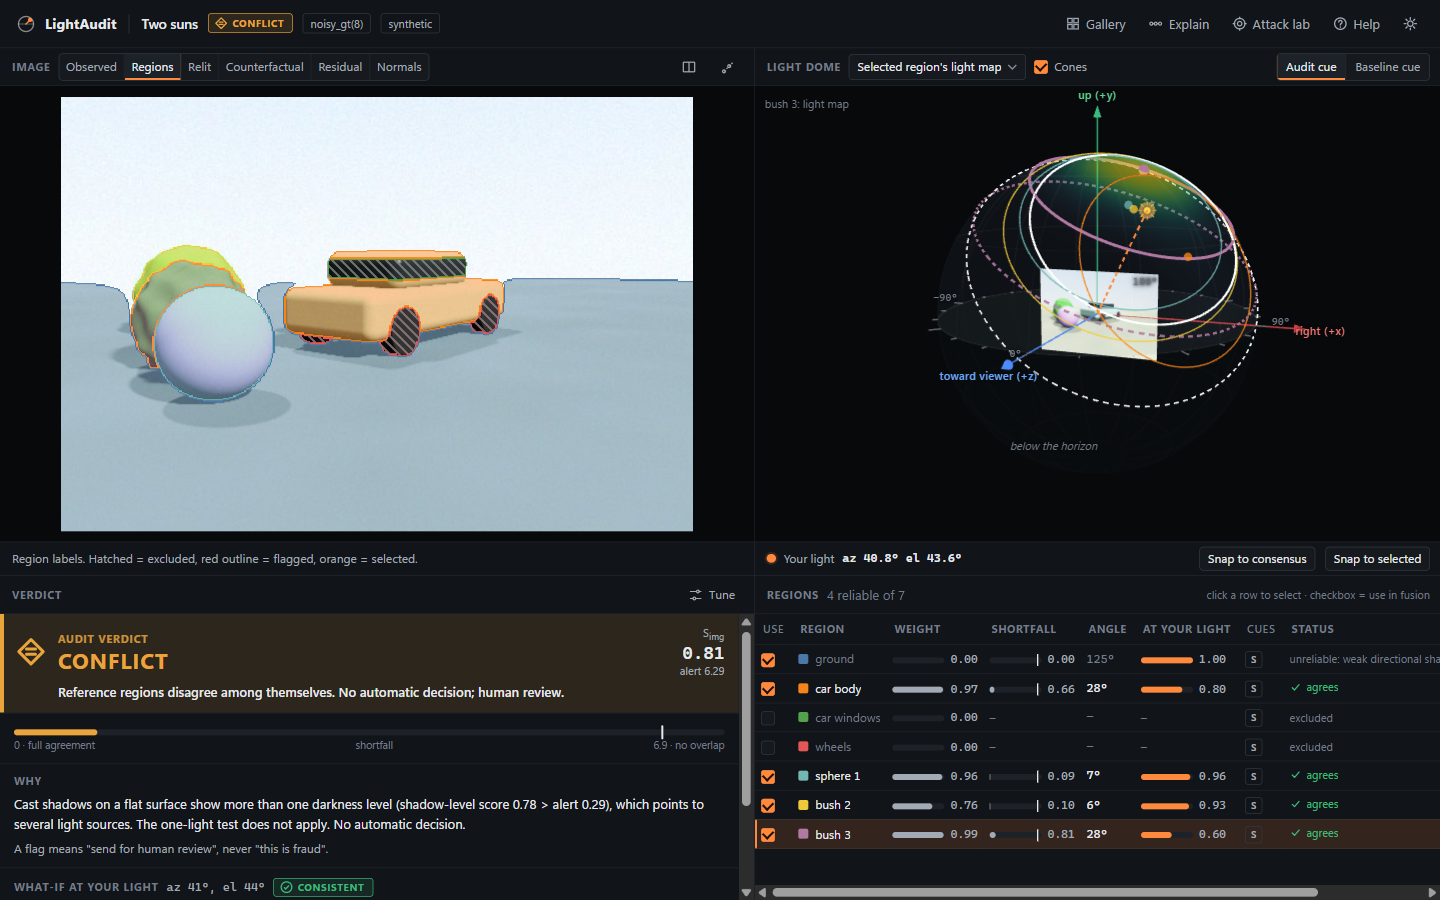 LightAudit Two suns CONFLICT noisy_gt(8) synthetic Gallery Explain Attack lab Help
IMAGE Observed Regions Relit Counterfactual Residual Normals
LIGHT DOME Selected region's light map Cones Audit cue Baseline cue
bush 3: light map
up (+y)
−90°
180°
90°
right (+x)
0°
toward viewer (+z)
below the horizon
Region labels. Hatched = excluded, red outline = flagged, orange = selected.
Your light az 40.8° el 43.6° Snap to consensus Snap to selected
VERDICT Tune
AUDIT VERDICT
CONFLICT
Reference regions disagree among themselves. No automatic decision; human review.
Simg
0.81
alert 6.29
0 · full agreement shortfall 6.9 · no overlap
WHY
Cast shadows on a flat surface show more than one darkness level (shadow-level score 0.78 > alert 0.29), which points to
several light sources. The one-light test does not apply. No automatic decision.
A flag means "send for human review", never "this is fraud".
WHAT-IF AT YOUR LIGHT az 41°, el 44° CONSISTENT
REGIONS 4 reliable of 7 click a row to select · checkbox = use in fusion
USE REGION WEIGHT SHORTFALL ANGLE AT YOUR LIGHT CUES STATUS
ground 0.00 0.00 125° 1.00 S unreliable: weak directional sha
car body 0.97 0.66 28° 0.80 S agrees
car windows 0.00 – – – S excluded
wheels 0.00 – – – S excluded
sphere 1 0.96 0.09 7° 0.96 S agrees
bush 2 0.76 0.10 6° 0.93 S agrees
bush 3 0.99 0.81 28° 0.60 S agrees